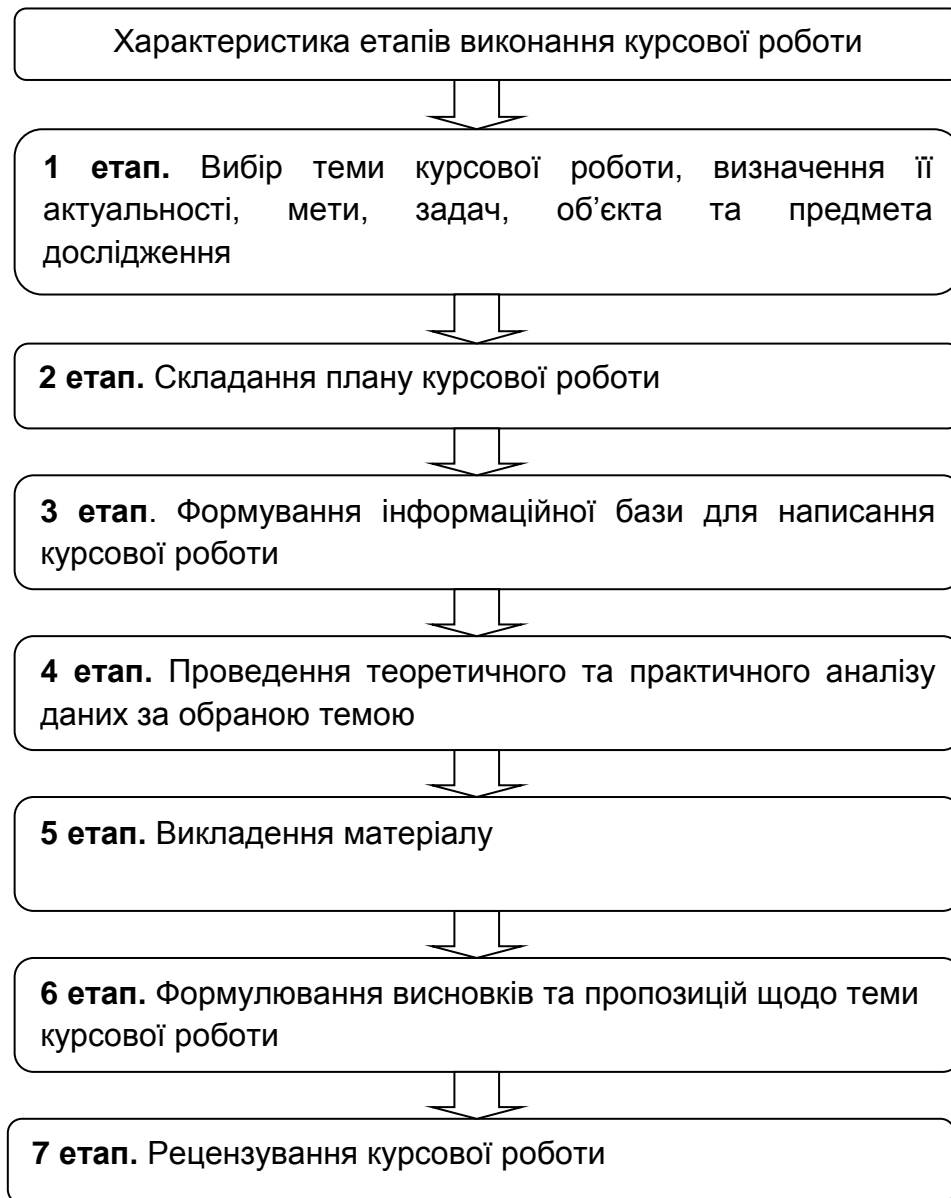 Характеристика етапів виконання курсової роботи
1 етап. Вибір теми курсової роботи, визначення її
актуальності, мети, задач, об’єкта та предмета
дослідження
2 етап. Складання плану курсової роботи
3 етап. Формування інформаційної бази для написання
курсової роботи
4 етап. Проведення теоретичного та практичного аналізу
даних за обраною темою
5 етап. Викладення матеріалу
6 етап. Формулювання висновків та пропозицій щодо теми
курсової роботи
7 етап. Рецензування курсової роботи